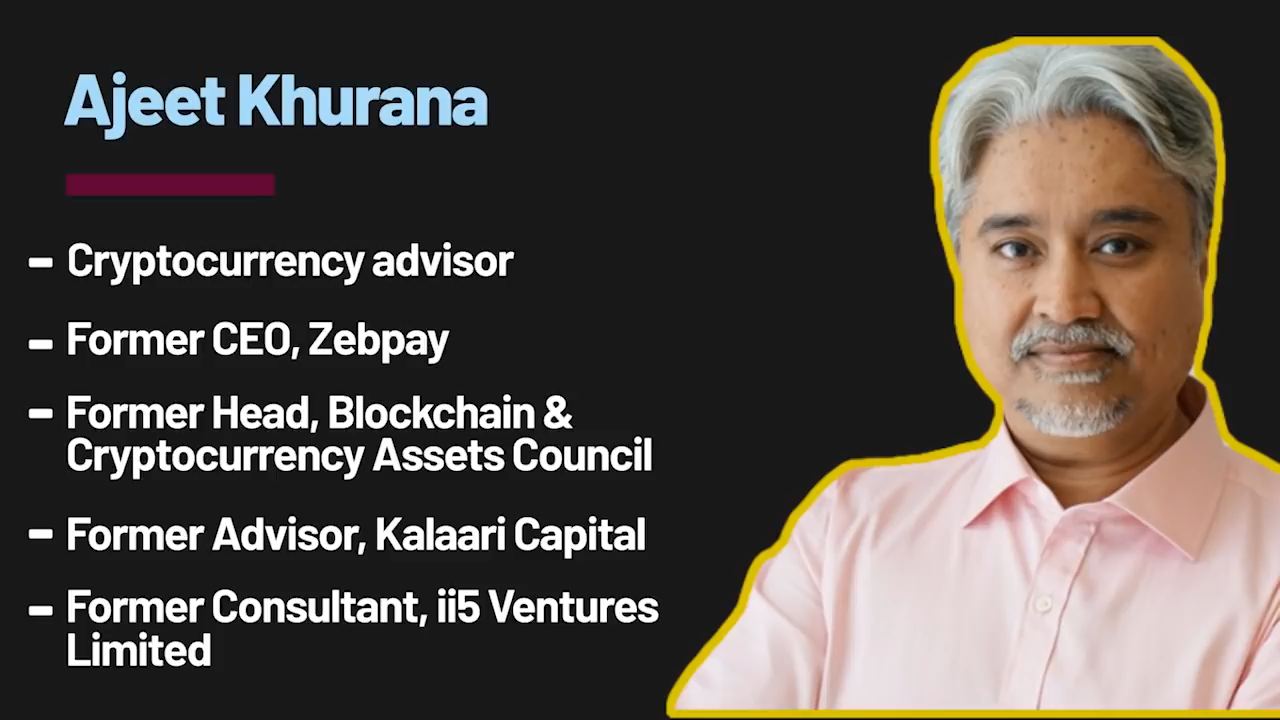 Ajeet Khurana
– Cryptocurrency advisor
– Former CEO, Zebpay
– Former Head, Blockchain &
Cryptocurrency Assets Council
– Former Advisor, Kalaari Capital
– Former Consultant, ii5 Ventures
Limited